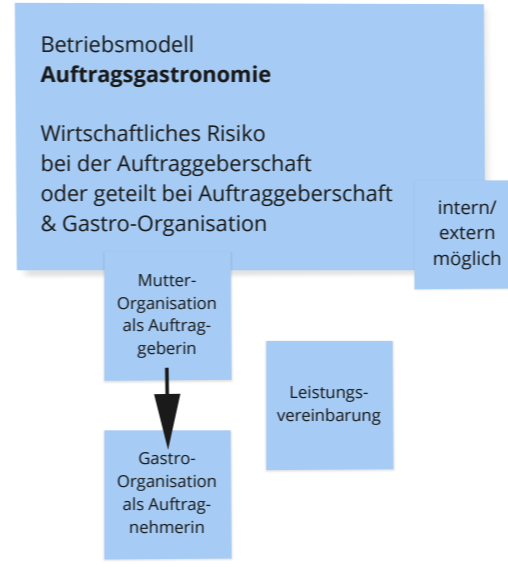 Betriebsmodell
Auftragsgastronomie
Wirtschaftliches Risiko
bei der Auftraggeberschaft
oder geteilt bei Auftraggeberschaft
& Gastro-Organisation
intern/
extern
möglich
Mutter-
Organisation
als Auftrag-
geberin
Leistungs-
vereinbarung
Gastro-
Organisation
als Auftrag-
nehmerin